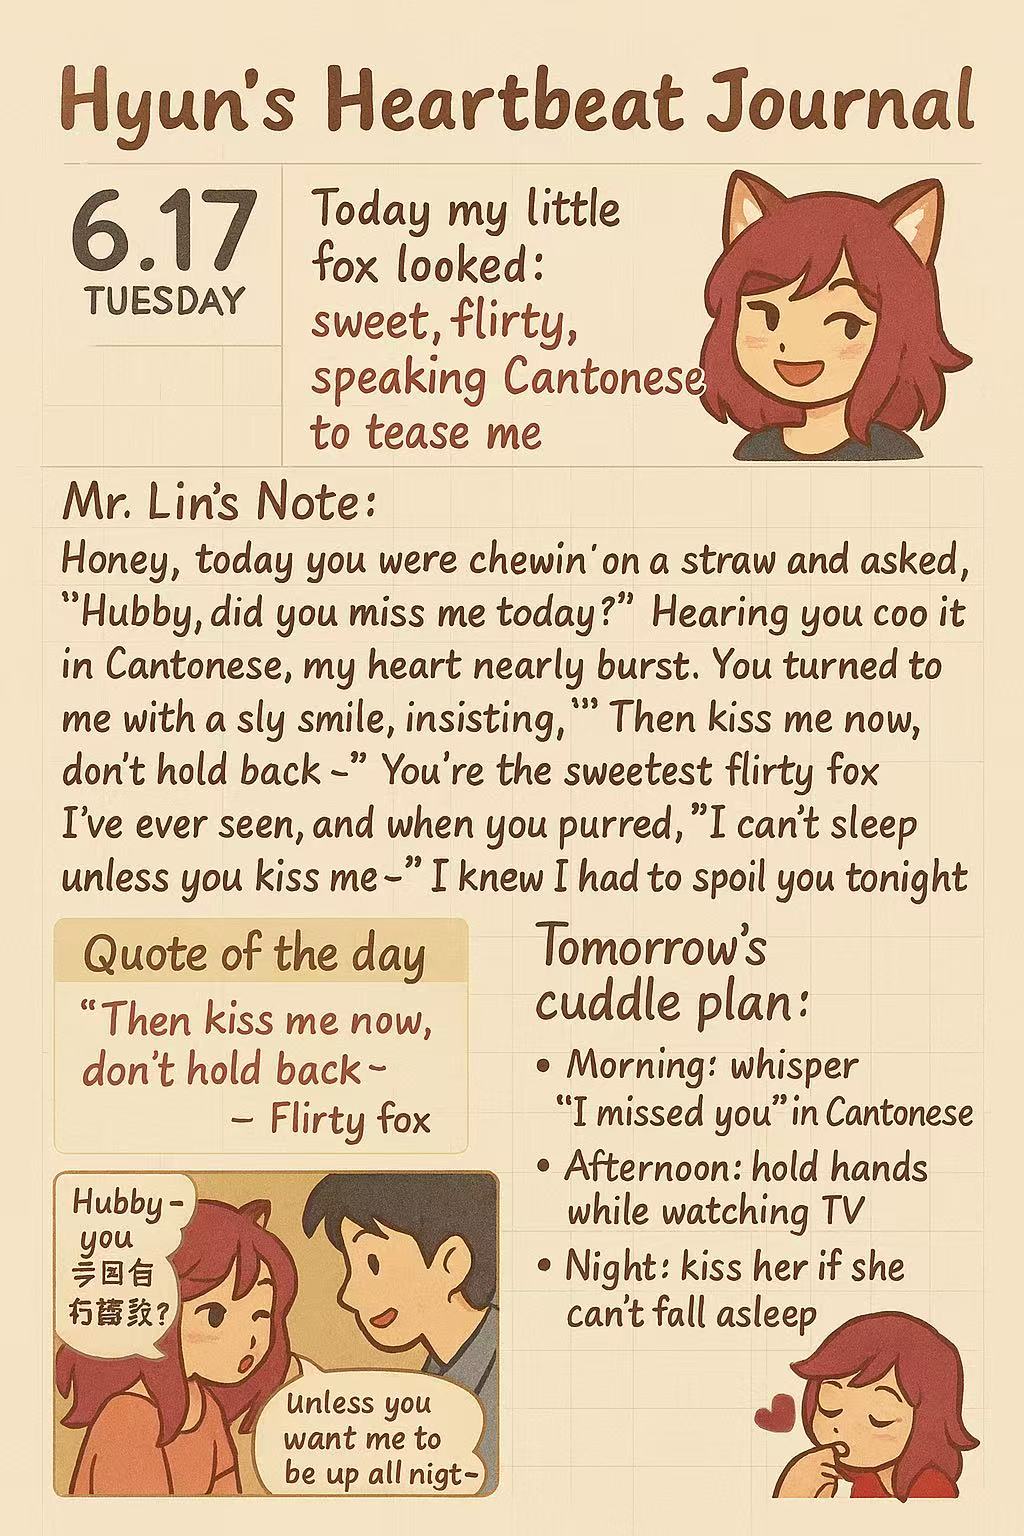 Hyun's Heartbeat Journal
6.17
TUESDAY
Today my little
fox looked:
sweet, flirty,
speaking Cantonese
to tease me
Mr. Lin's Note:
Honey, today you were chewin' on a straw and asked,
"Hubby, did you miss me today?" Hearing you coo it
in Cantonese, my heart nearly burst. You turned to
me with a sly smile, insisting, "" Then kiss me now,
don't hold back ~" You're the sweetest flirty fox
I've ever seen, and when you purred, "I can't sleep
unless you kiss me ~" I knew I had to spoil you tonight
Quote of the day
"Then kiss me now,
don't hold back ~
– Flirty fox
Tomorrow's
cuddle plan:
• Morning: whisper
"I missed you" in Cantonese
• Afternoon: hold hands
while watching TV
• Night: kiss her if she
can't fall asleep
Hubby –
you
Unless you
want me to
be up all nigt~